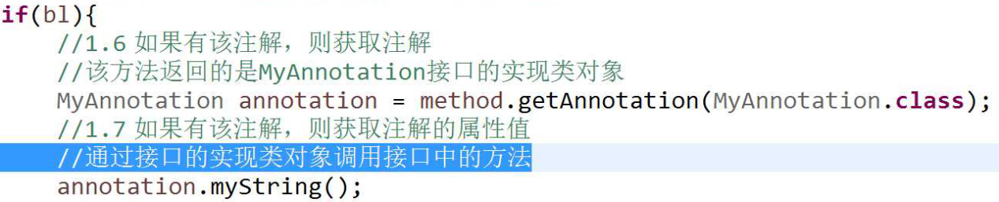 if(bl){
//1.6 如果有该注解，则获取注解
//该方法返回的是MyAnnotation接口的实现类对象
MyAnnotation annotation = method.getAnnotation(MyAnnotation.class);
//1.7 如果有该注解，则获取注解的属性值
//通过接口的实现类对象调用接口中的方法
annotation.myString();